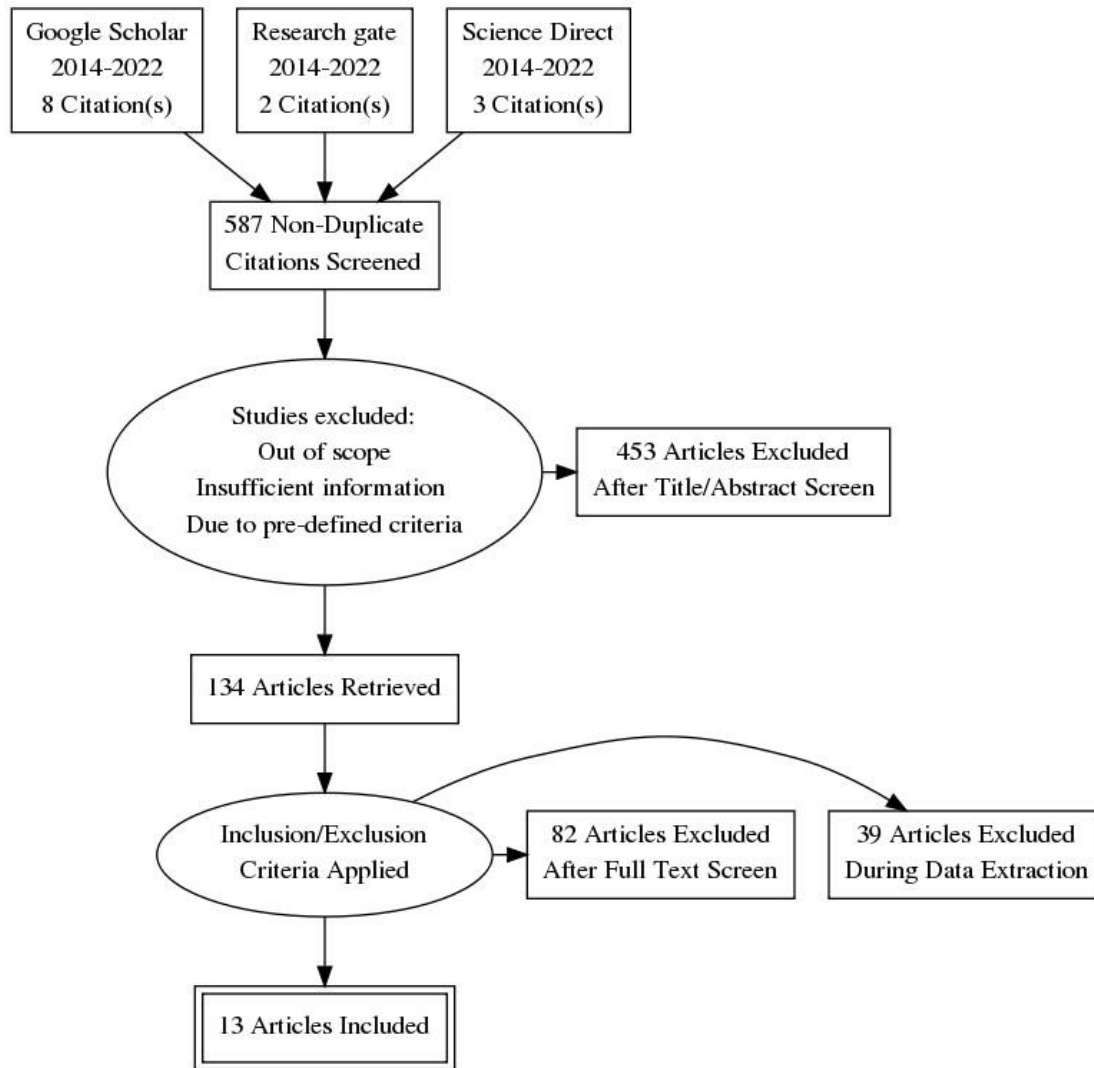 Google Scholar
2014-2022
8 Citation(s)
Research gate
2014-2022
2 Citation(s)
Science Direct
2014-2022
3 Citation(s)
587 Non-Duplicate
Citations Screened
Studies excluded:
Out of scope
Insufficient information
Due to pre-defined criteria
453 Articles Excluded
After Title/Abstract Screen
134 Articles Retrieved
Inclusion/Exclusion
Criteria Applied
82 Articles Excluded
After Full Text Screen
39 Articles Excluded
During Data Extraction
13 Articles Included